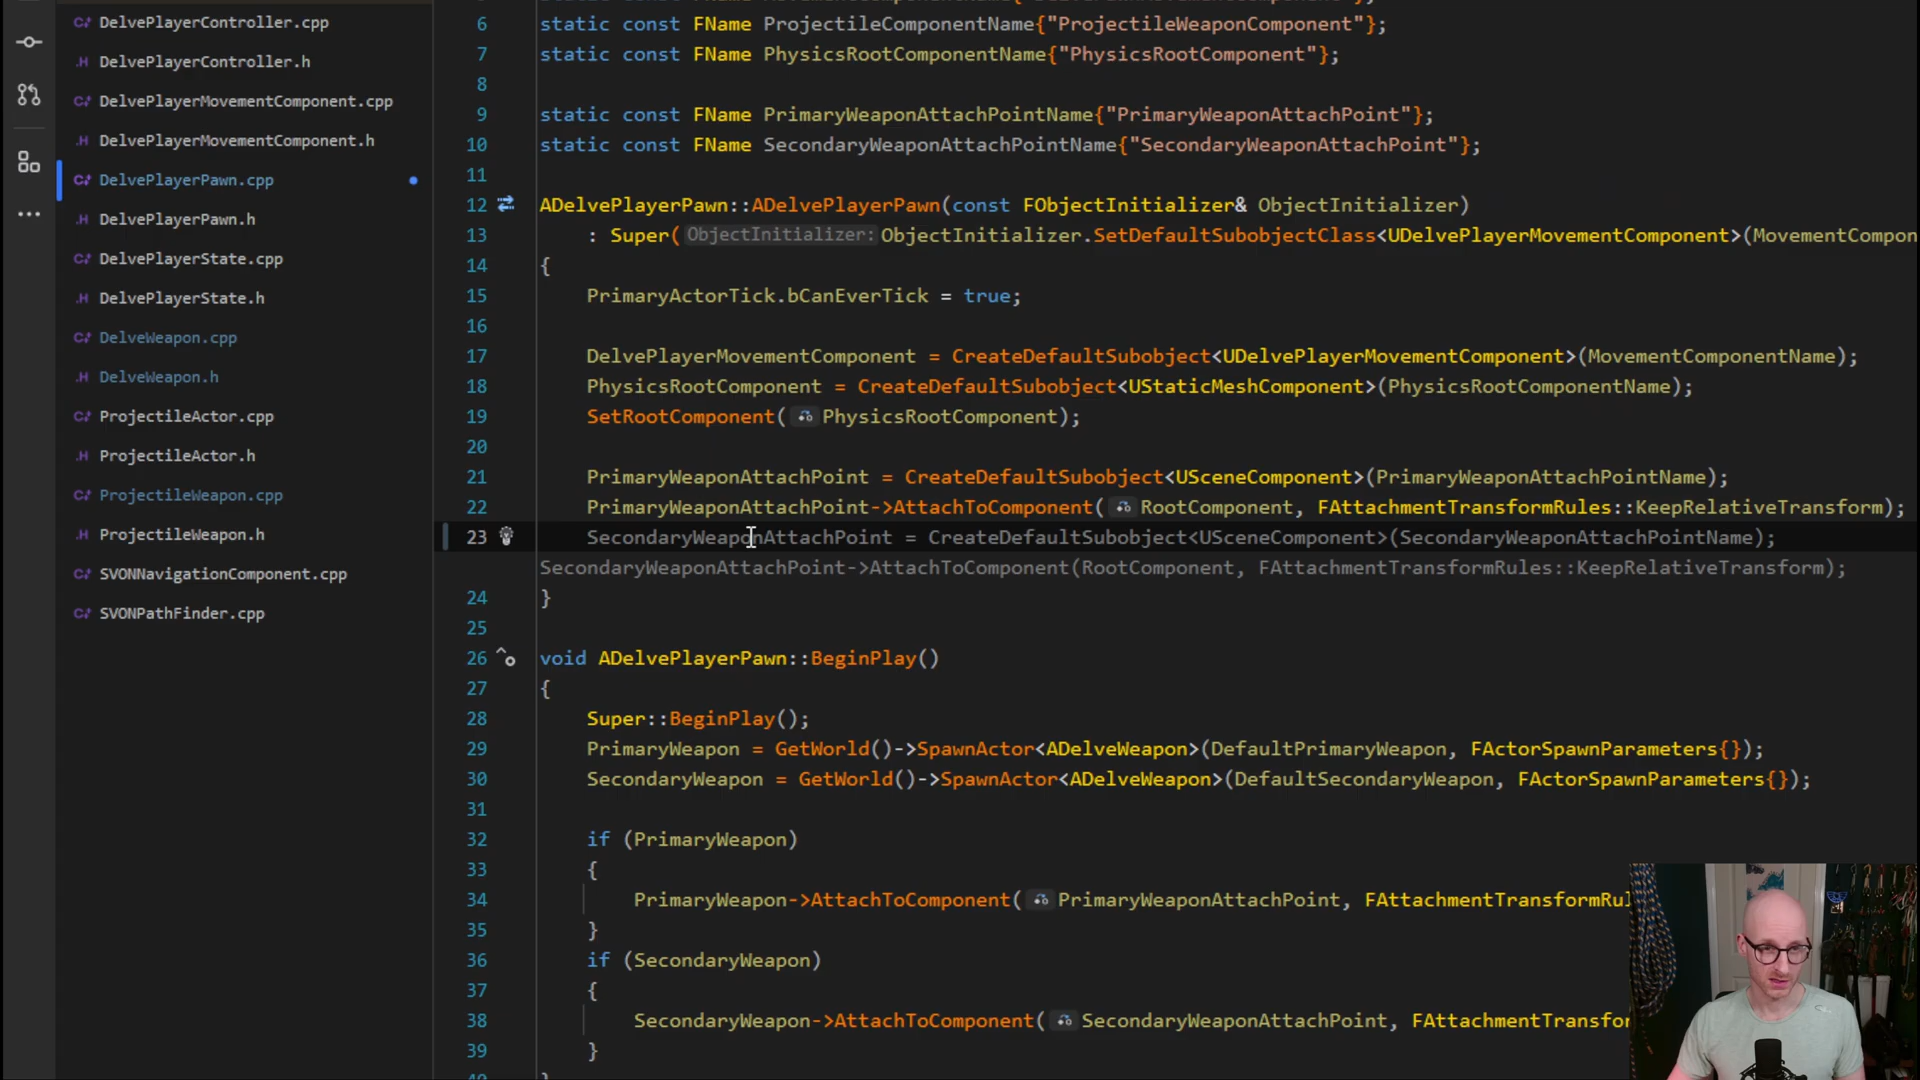 DelvePlayerController.cpp
DelvePlayerController.h
DelvePlayerMovementComponent.cpp
DelvePlayerMovementComponent.h
DelvePlayerPawn.cpp
DelvePlayerPawn.h
DelvePlayerState.cpp
DelvePlayerState.h
DelveWeapon.cpp
DelveWeapon.h
ProjectileActor.cpp
ProjectileActor.h
ProjectileWeapon.cpp
ProjectileWeapon.h
SVONNavigationComponent.cpp
SVONPathFinder.cpp
6 static const FName ProjectileComponentName{"ProjectileWeaponComponent"};
7 static const FName PhysicsRootComponentName{"PhysicsRootComponent"};
8
9 static const FName PrimaryWeaponAttachPointName{"PrimaryWeaponAttachPoint"};
10 static const FName SecondaryWeaponAttachPointName{"SecondaryWeaponAttachPoint"};
11
12 ADelvePlayerPawn::ADelvePlayerPawn(const FObjectInitializer& ObjectInitializer)
13 : Super( ObjectInitializer: ObjectInitializer.SetDefaultSubobjectClass<UDelvePlayerMovementComponent>(MovementCompon
14 {
15 PrimaryActorTick.bCanEverTick = true;
16
17 DelvePlayerMovementComponent = CreateDefaultSubobject<UDelvePlayerMovementComponent>(MovementComponentName);
18 PhysicsRootComponent = CreateDefaultSubobject<UStaticMeshComponent>(PhysicsRootComponentName);
19 SetRootComponent( PhysicsRootComponent);
20
21 PrimaryWeaponAttachPoint = CreateDefaultSubobject<USceneComponent>(PrimaryWeaponAttachPointName);
22 PrimaryWeaponAttachPoint->AttachToComponent( RootComponent, FAttachmentTransformRules::KeepRelativeTransform);
23 SecondaryWeaponAttachPoint = CreateDefaultSubobject<USceneComponent>(SecondaryWeaponAttachPointName);
SecondaryWeaponAttachPoint->AttachToComponent(RootComponent, FAttachmentTransformRules::KeepRelativeTransform);
24 }
25
26 void ADelvePlayerPawn::BeginPlay()
27 {
28 Super::BeginPlay();
29 PrimaryWeapon = GetWorld()->SpawnActor<ADelveWeapon>(DefaultPrimaryWeapon, FActorSpawnParameters{});
30 SecondaryWeapon = GetWorld()->SpawnActor<ADelveWeapon>(DefaultSecondaryWeapon, FActorSpawnParameters{});
31
32 if (PrimaryWeapon)
33 {
34 PrimaryWeapon->AttachToComponent( PrimaryWeaponAttachPoint, FAttachmentTransformRul
35 }
36 if (SecondaryWeapon)
37 {
38 SecondaryWeapon->AttachToComponent( SecondaryWeaponAttachPoint, FAttachmentTransfor
39 }